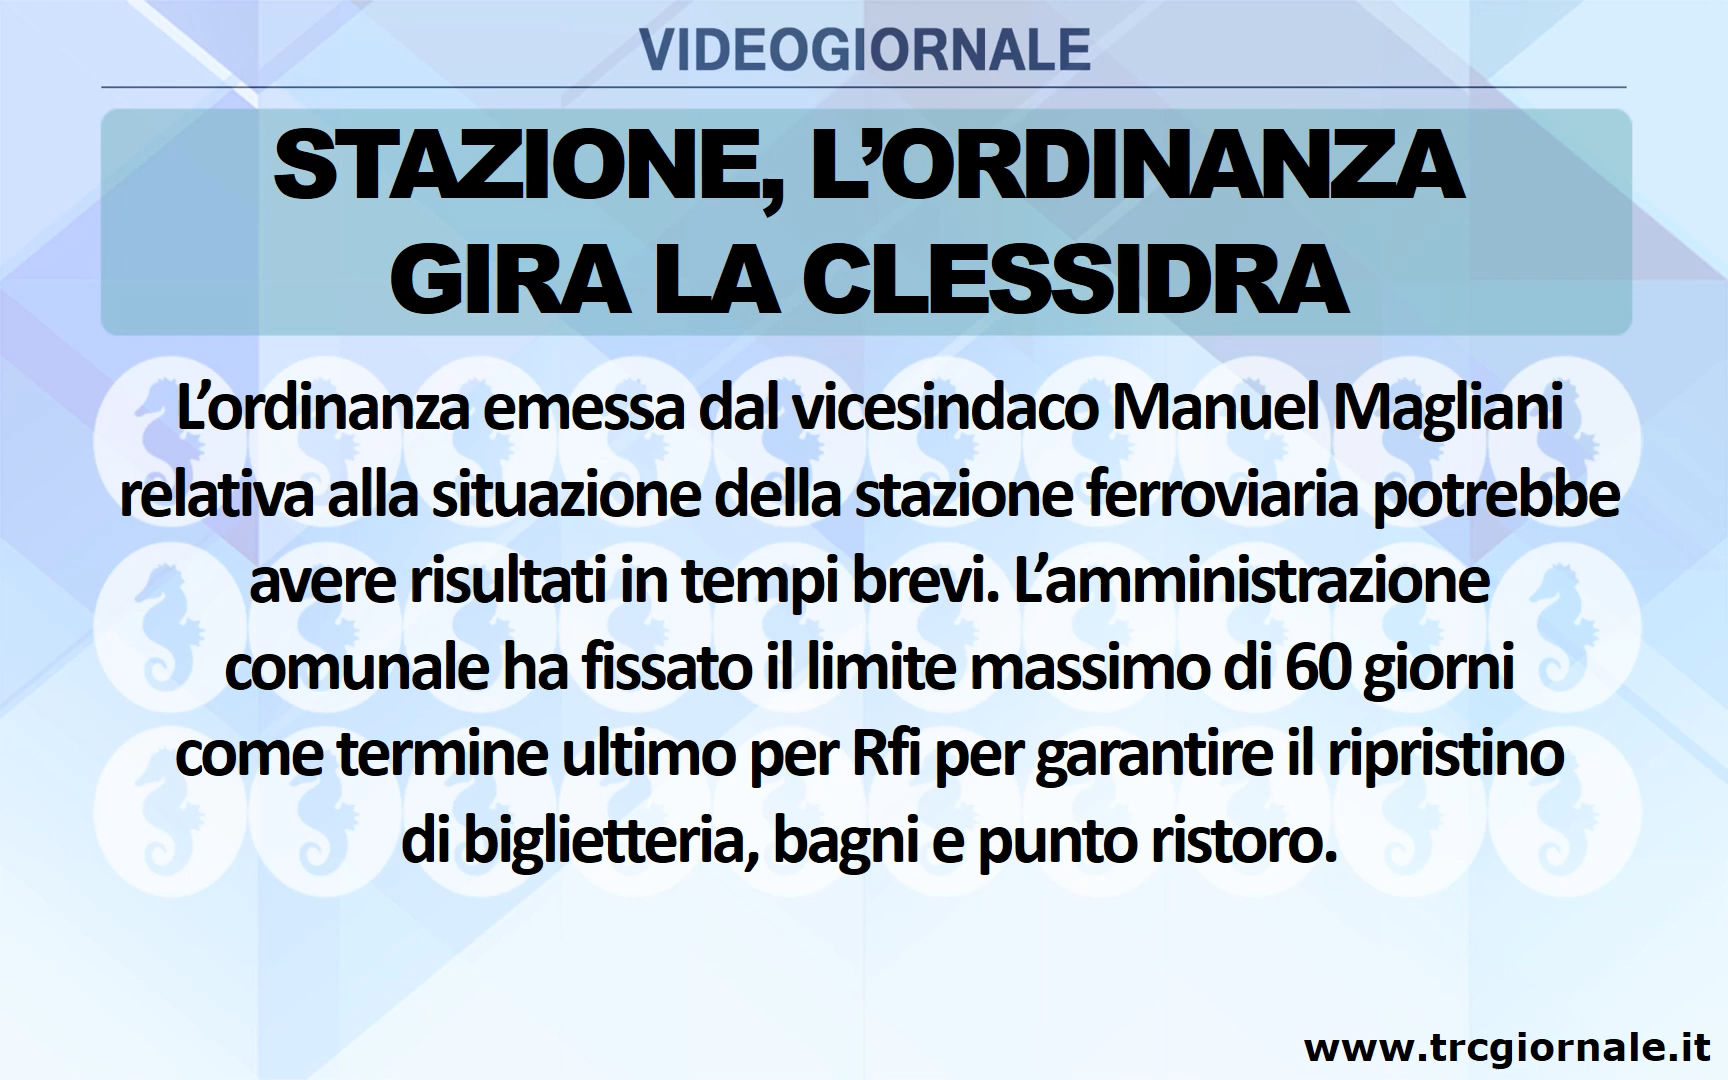 VIDEOGIORNALE
STAZIONE, L’ORDINANZA
GIRA LA CLESSIDRA
L’ordinanza emessa dal vicesindaco Manuel Magliani
relativa alla situazione della stazione ferroviaria potrebbe
avere risultati in tempi brevi. L’amministrazione
comunale ha fissato il limite massimo di 60 giorni
come termine ultimo per Rfi per garantire il ripristino
di biglietteria, bagni e punto ristoro.
www.trcgiornale.it